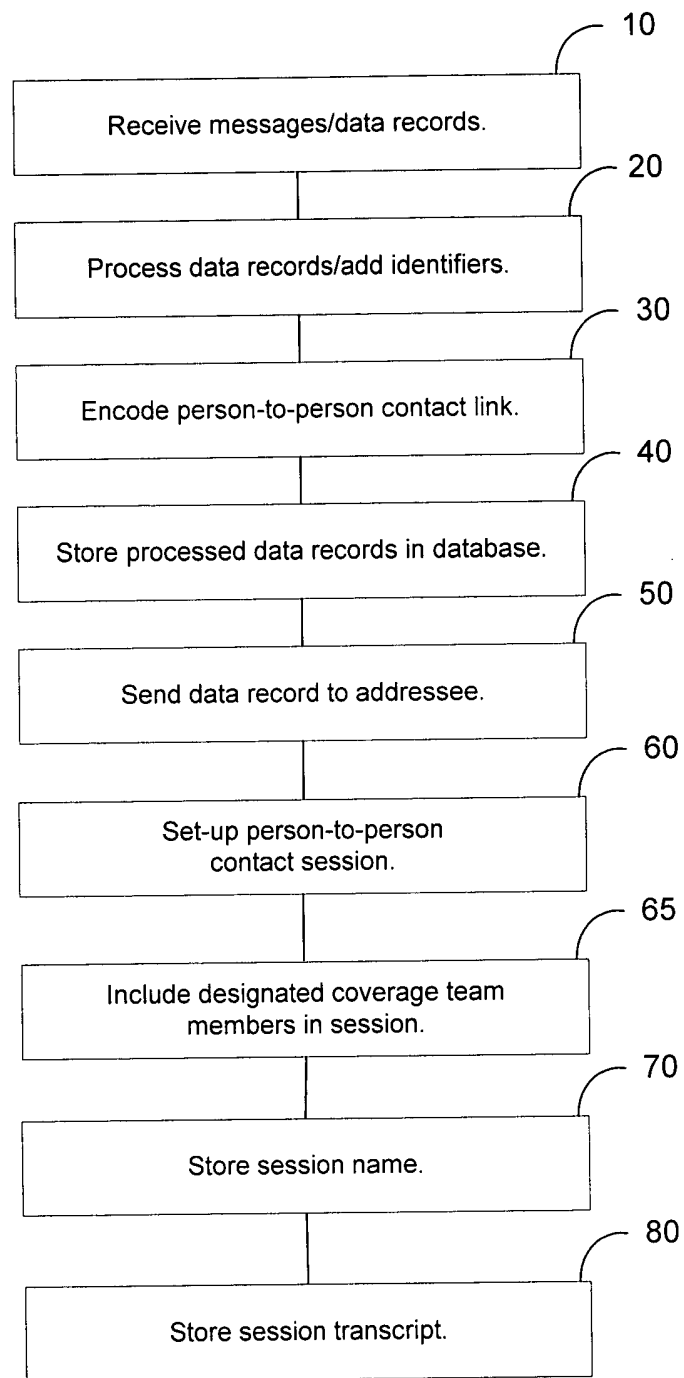 10
Receive messages/data records.
20
Process data records/add identifiers.
30
Encode person-to-person contact link.
40
Store processed data records in database.
50
Send data record to addressee.
60
Set-up person-to-person
contact session.
65
Include designated coverage team
members in session.
70
Store session name.
80
Store session transcript.